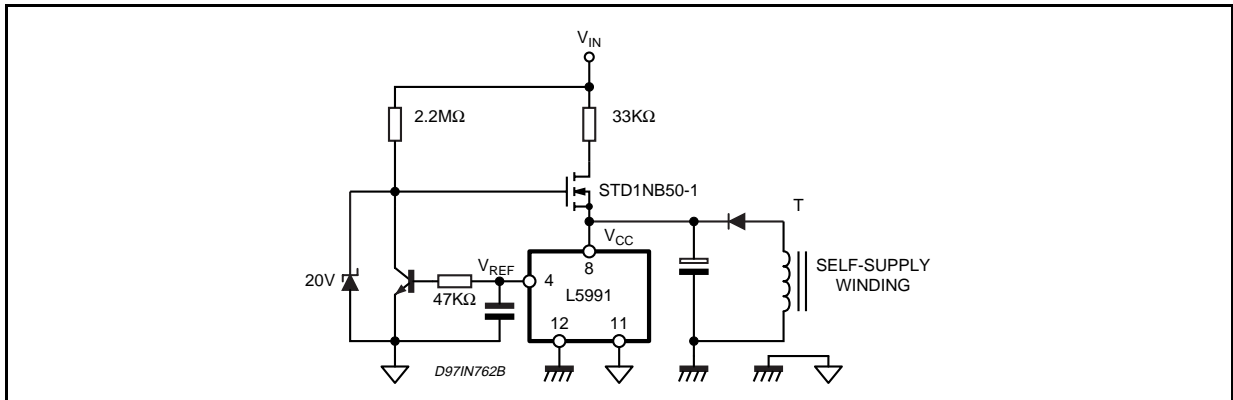 V_IN
2.2MΩ
33KΩ
STD1NB50-1
T
V_CC
8
SELF-SUPPLY
WINDING
20V
V_REF
4
L5991
47KΩ
12
11
D97IN762B